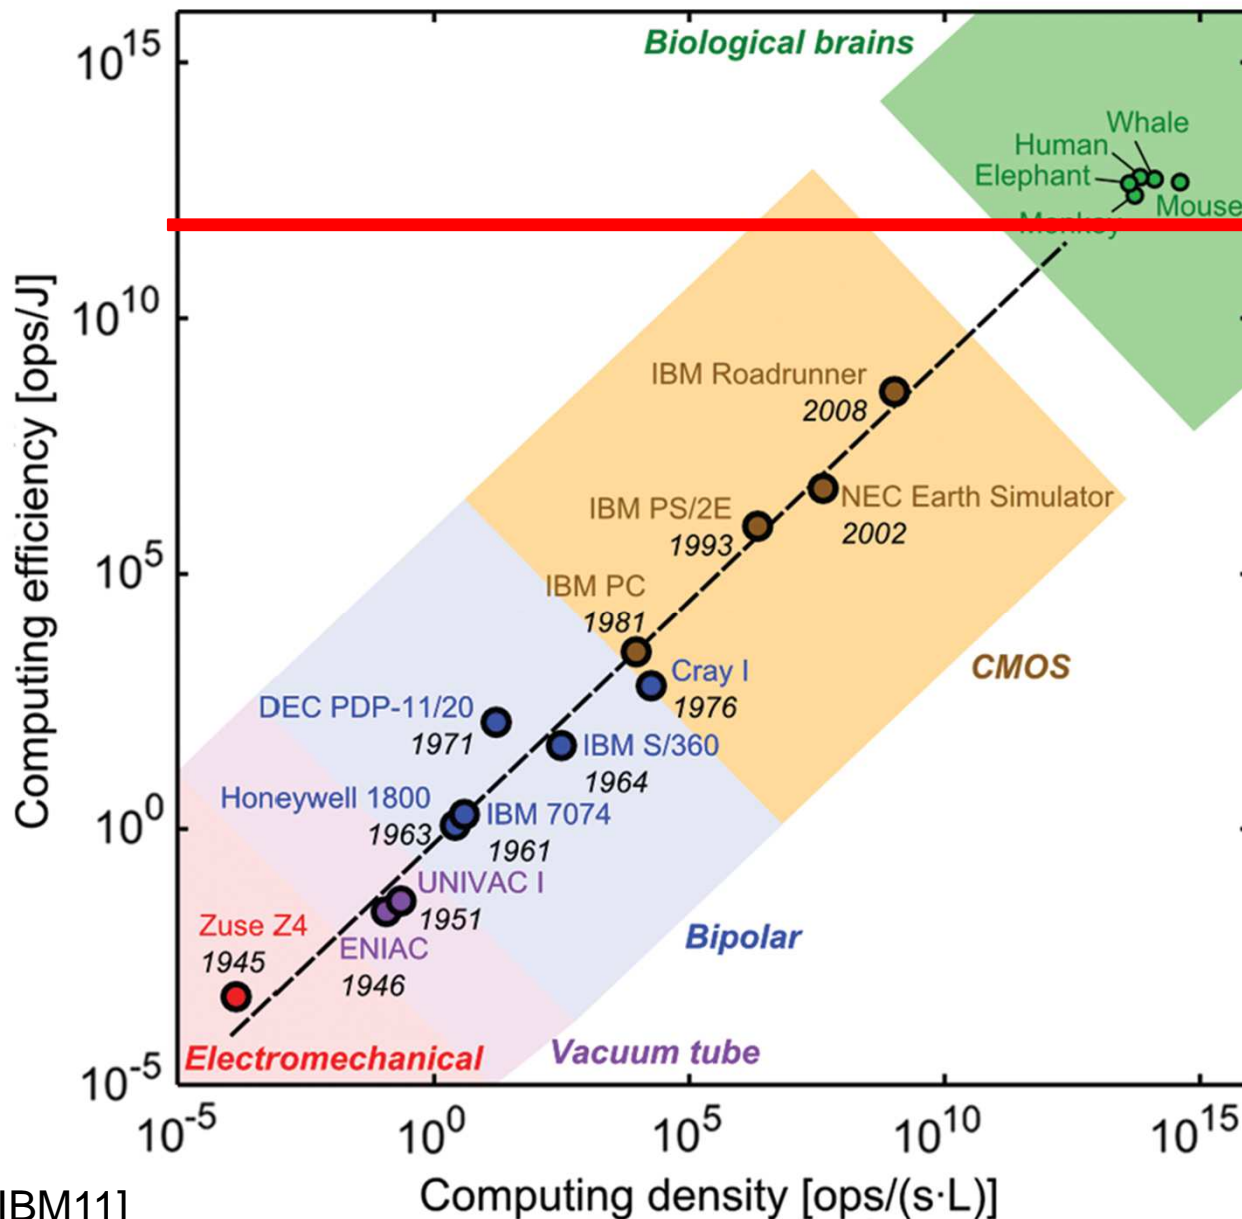 10^15
10^10
10^5
10^0
10^-5
Computing efficiency [ops/J]
Biological brains
Whale
Human
Elephant
Mouse
Monkey
IBM Roadrunner
2008
NEC Earth Simulator
2002
IBM PS/2E
1993
IBM PC
1981
CMOS
Cray I
1976
DEC PDP-11/20
1971
IBM S/360
1964
Honeywell 1800
1963
IBM 7074
1961
UNIVAC I
1951
Bipolar
Zuse Z4
1945
ENIAC
1946
Electromechanical
Vacuum tube
10^-5
10^0
10^5
10^10
10^15
Computing density [ops/(s·L)]
IBM11]